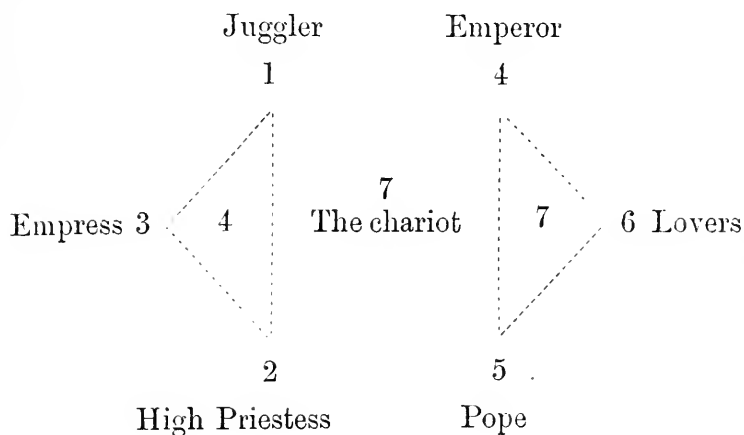 Juggler Emperor
1 4
7
Empress 3 4 The chariot 7 6 Lovers
2 5
High Priestess Pope